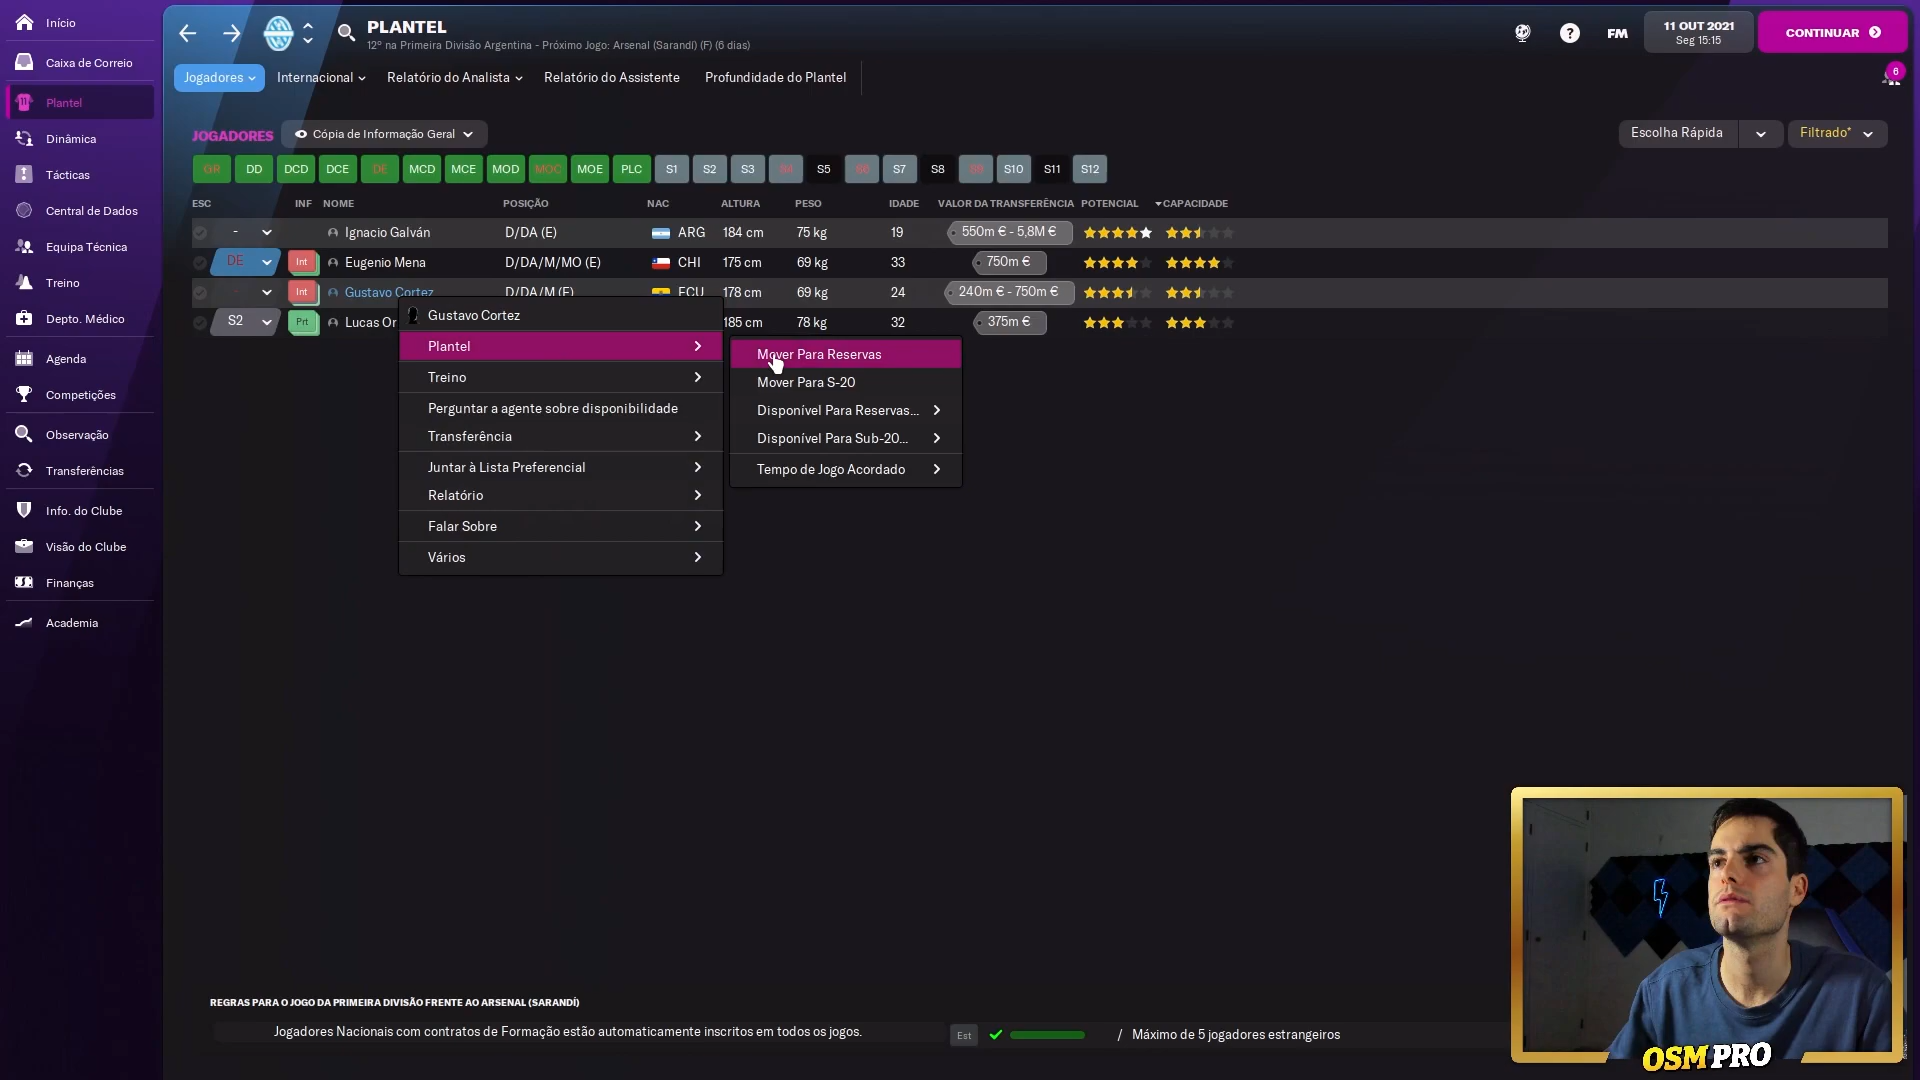 Início
Caixa de Correio
Plantel
Dinâmica
Tácticas
Central de Dados
Equipa Técnica
Treino
Depto. Médico
Agenda
Competições
Observação
Transferências
Info. do Clube
Visão do Clube
Finanças
Academia
PLANTEL
12º na Primeira Divisão Argentina - Próximo Jogo: Arsenal (Sarandí) (F) (6 dias)
? FM
11 OUT 2021
Seg 15:15
CONTINUAR
Jogadores Internacional Relatório do Analista Relatório do Assistente Profundidade do Plantel
6
JOGADORES Cópia de Informação Geral Escolha Rápida Filtrado*
GR DD DCD DCE DE MCD MCE MOD MOC MOE PLC S1 S2 S3 S4 S5 S6 S7 S8 S9 S10 S11 S12
ESC INF NOME POSIÇÃO NAC ALTURA PESO IDADE VALOR DA TRANSFERÊNCIA POTENCIAL CAPACIDADE
- Ignacio Galván D/DA (E) ARG 184 cm 75 kg 19 550m € - 5,8M €
DE Int Eugenio Mena D/DA/M/MO (E) CHI 175 cm 69 kg 33 750m €
- Int Gustavo Cortez D/DA/M (E) ECU 178 cm 69 kg 24 240m € - 750m €
S2 Prt Lucas Or 185 cm 78 kg 32 375m €
Gustavo Cortez
Plantel
Treino
Perguntar a agente sobre disponibilidade
Transferência
Juntar à Lista Preferencial
Relatório
Falar Sobre
Vários
Mover Para Reservas
Mover Para S-20
Disponível Para Reservas...
Disponível Para Sub-20...
Tempo de Jogo Acordado
REGRAS PARA O JOGO DA PRIMEIRA DIVISÃO FRENTE AO ARSENAL (SARANDÍ)
Jogadores Nacionais com contratos de Formação estão automaticamente inscritos em todos os jogos.
Est / Máximo de 5 jogadores estrangeiros
OSM PRO